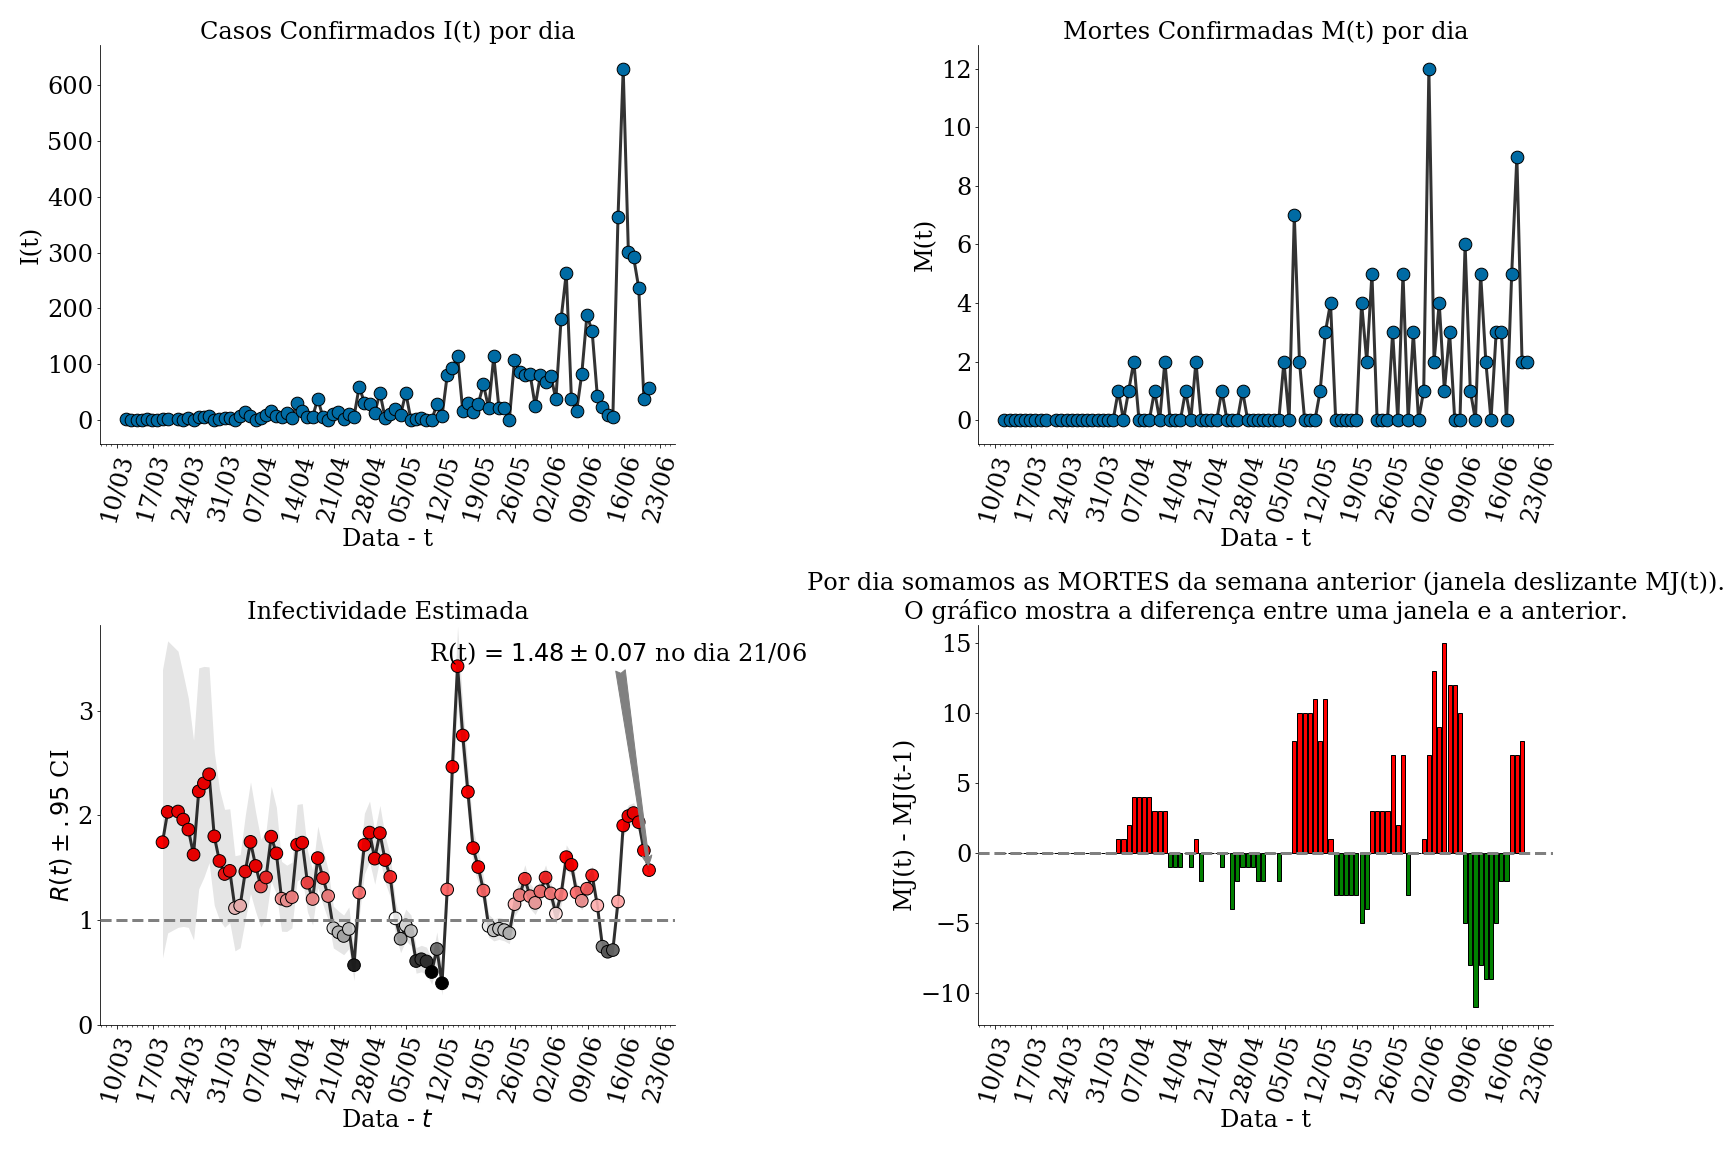 Casos Confirmados I(t) por dia
I(t)
600
500
400
300
200
100
0
10/03 17/03 24/03 31/03 07/04 14/04 21/04 28/04 05/05 12/05 19/05 26/05 02/06 09/06 16/06 23/06
Data - t
Mortes Confirmadas M(t) por dia
M(t)
12
10
8
6
4
2
0
10/03 17/03 24/03 31/03 07/04 14/04 21/04 28/04 05/05 12/05 19/05 26/05 02/06 09/06 16/06 23/06
Data - t
Infectividade Estimada
R(t) = 1.48 ± 0.07 no dia 21/06
R(t) ± .95 CI
3
2
1
0
10/03 17/03 24/03 31/03 07/04 14/04 21/04 28/04 05/05 12/05 19/05 26/05 02/06 09/06 16/06 23/06
Data - t
Por dia somamos as MORTES da semana anterior (janela deslizante MJ(t)).
O gráfico mostra a diferença entre uma janela e a anterior.
MJ(t) - MJ(t-1)
15
10
5
0
−5
−10
10/03 17/03 24/03 31/03 07/04 14/04 21/04 28/04 05/05 12/05 19/05 26/05 02/06 09/06 16/06 23/06
Data - t